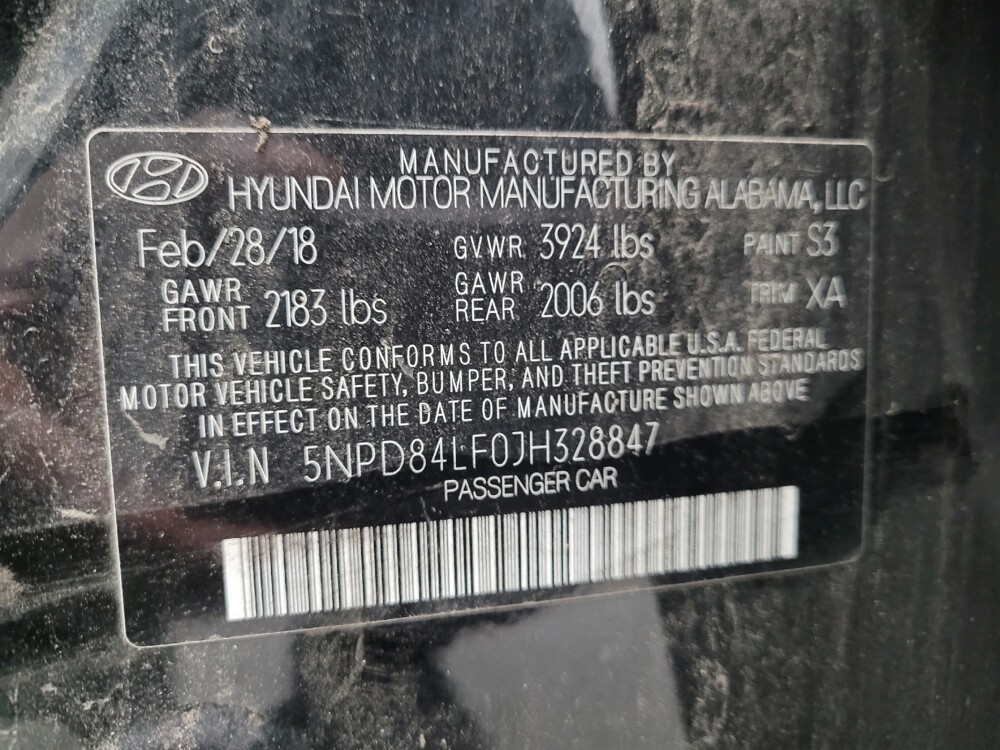 MANUFACTURED BY
HYUNDAI MOTOR MANUFACTURING ALABAMA, LLC
Feb/28/18 GVWR 3924 lbs PAINT S3
GAWR FRONT 2183 lbs GAWR REAR 2006 lbs TRIM XA
THIS VEHICLE CONFORMS TO ALL APPLICABLE U.S.A. FEDERAL
MOTOR VEHICLE SAFETY, BUMPER, AND THEFT PREVENTION STANDARDS
IN EFFECT ON THE DATE OF MANUFACTURE SHOWN ABOVE
V.I.N 5NPD84LF0JH328847
PASSENGER CAR